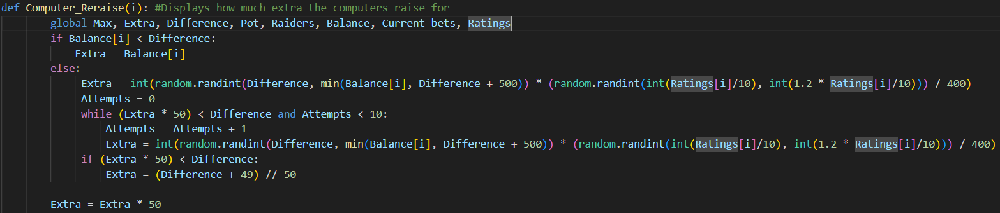 def Computer_Reraise(i): #Displays how much extra the computers raise for
global Max, Extra, Difference, Pot, Raiders, Balance, Current_bets, Ratings
if Balance[i] < Difference:
Extra = Balance[i]
else:
Extra = int(random.randint(Difference, min(Balance[i], Difference + 500)) * (random.randint(int(Ratings[i]/10), int(1.2 * Ratings[i]/10))) / 400)
Attempts = 0
while (Extra * 50) < Difference and Attempts < 10:
Attempts = Attempts + 1
Extra = int(random.randint(Difference, min(Balance[i], Difference + 500)) * (random.randint(int(Ratings[i]/10), int(1.2 * Ratings[i]/10))) / 400)
if (Extra * 50) < Difference:
Extra = (Difference + 49) // 50
Extra = Extra * 50